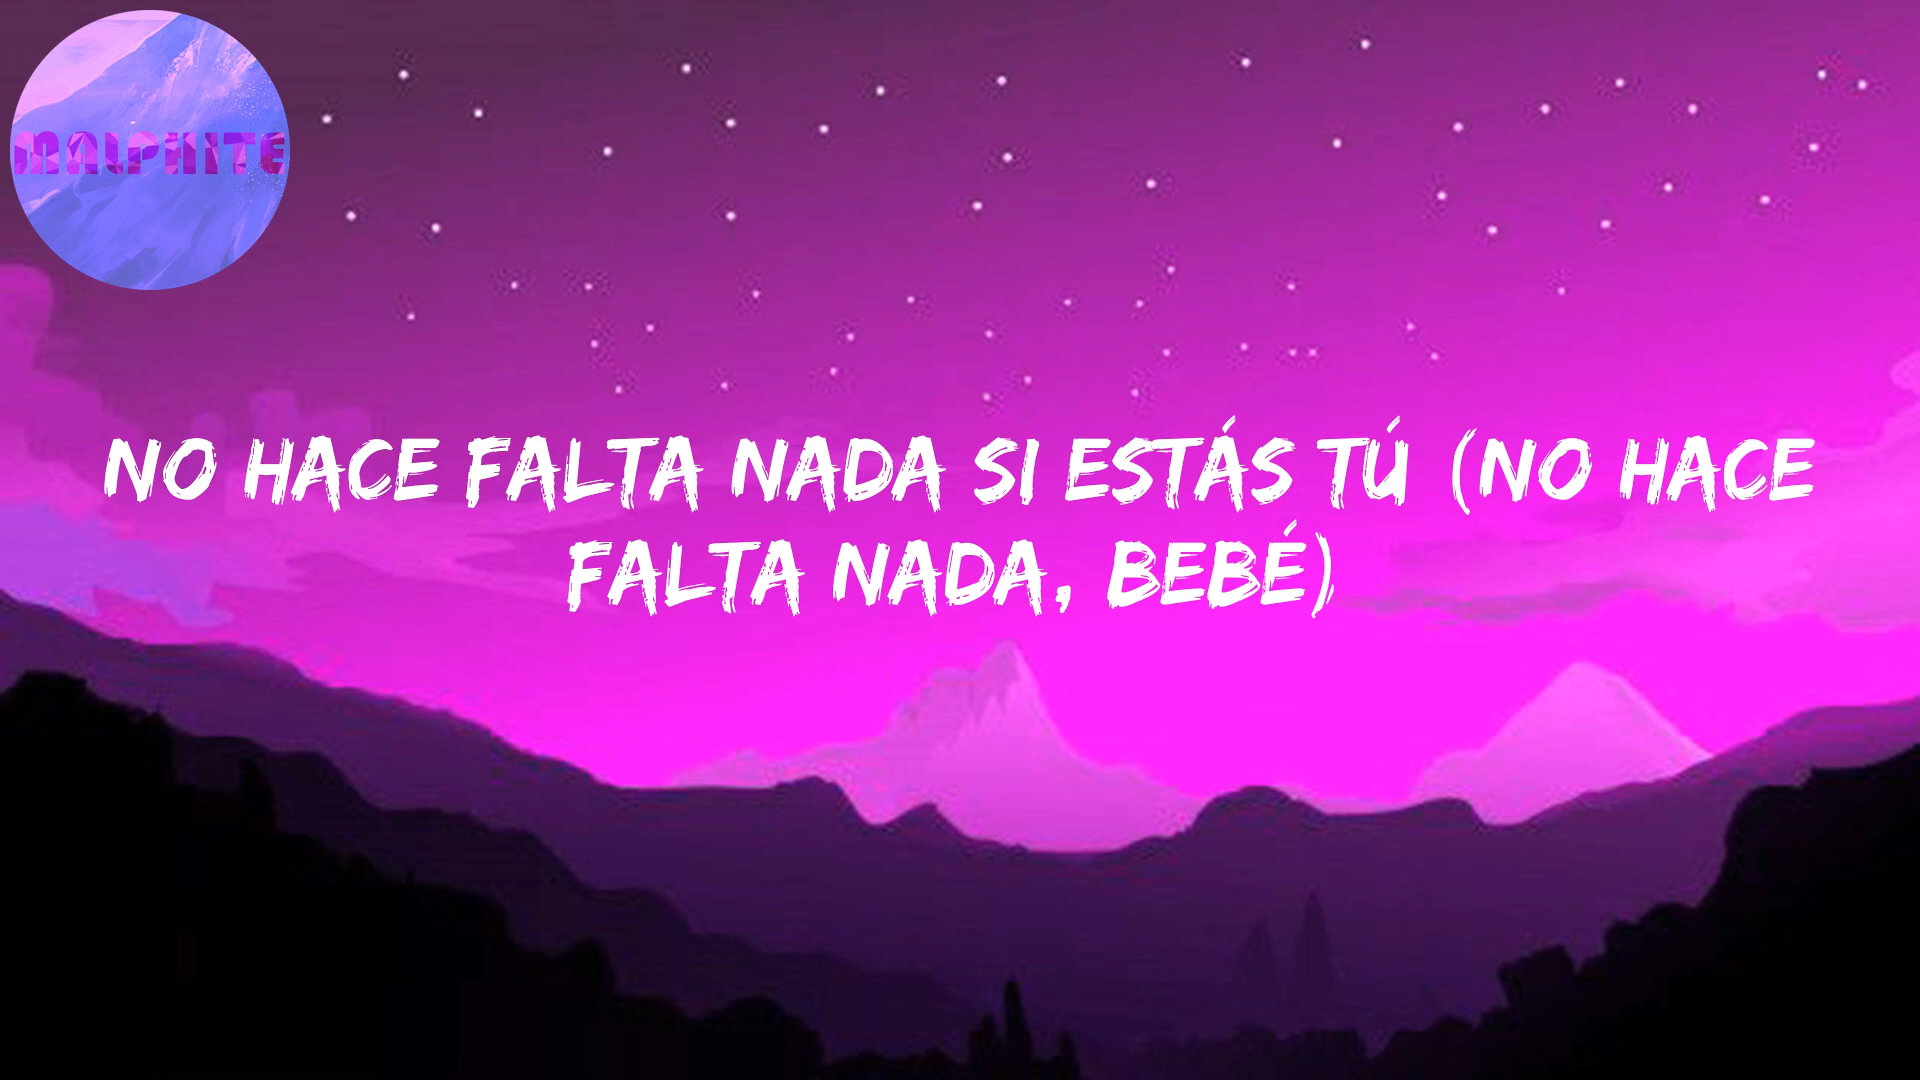 MALPHITE
NO HACE FALTA NADA SI ESTÁS TÚ (NO HACE
FALTA NADA, BEBÉ)